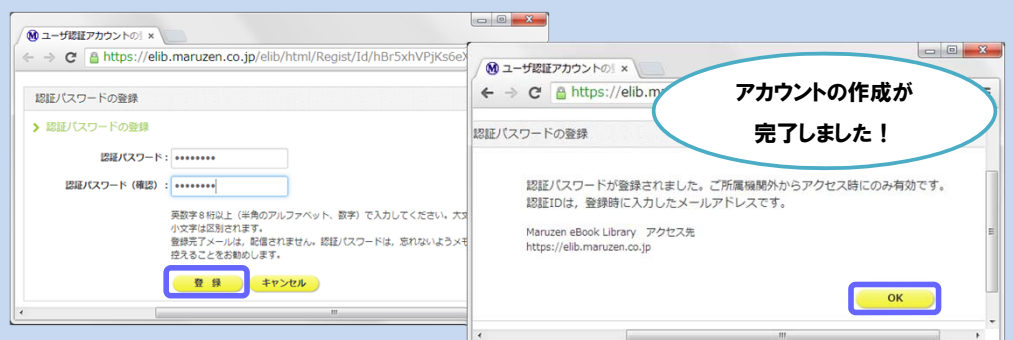 ユーザ認証アカウントの
https://elib.maruzen.co.jp/elib/html/Regist/Id/hBr5xhVPjKs6eX
認証パスワードの登録
認証パスワードの登録
認証パスワード：
認証パスワード（確認）：
英数字８桁以上（半角のアルファベット、数字）で入力してください。大文
小文字は区別されます。
登録完了メールは，配信されません。認証パスワードは，忘れないようメモ
控えることをお勧めします。
登 録
キャンセル
ユーザ認証アカウントの
https://elib.m
認証パスワードの登録
アカウントの作成が
完了しました！
認証パスワードが登録されました。ご所属機関外からアクセス時にのみ有効です。
認証IDは，登録時に入力したメールアドレスです。
Maruzen eBook Library　アクセス先
https://elib.maruzen.co.jp
OK